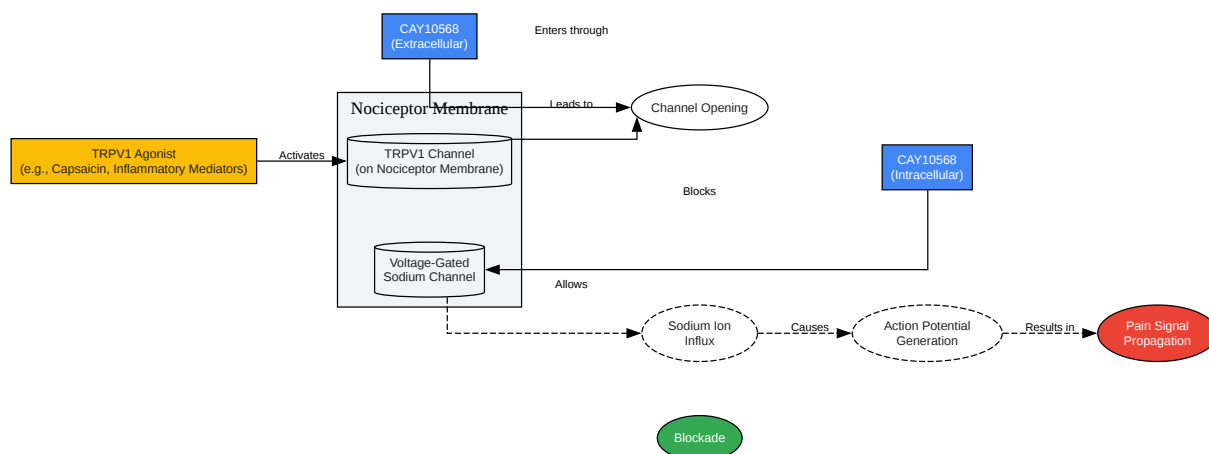 CAY10568
(Extracellular)
Enters through
Nociceptor Membrane
Leads to
Channel Opening
TRPV1 Agonist
(e.g., Capsaicin, Inflammatory Mediators)
Activates
TRPV1 Channel
(on Nociceptor Membrane)
CAY10568
(Intracellular)
Blocks
Voltage-Gated
Sodium Channel
Allows
Sodium Ion
Influx
Causes
Action Potential
Generation
Results in
Pain Signal
Propagation
Blockade